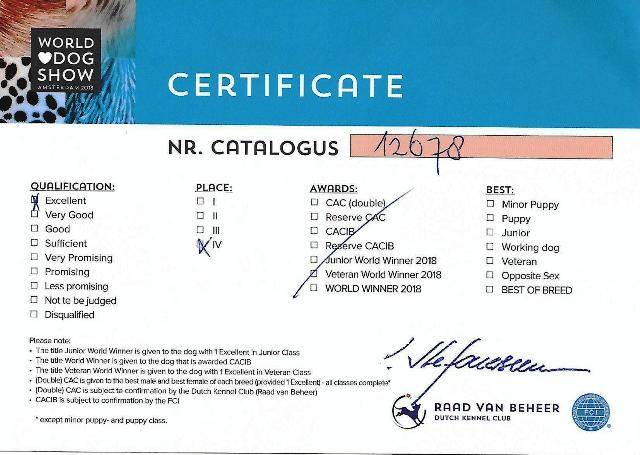 WORLD
DOG
SHOW
AMSTERDAM 2018
CERTIFICATE
NR. CATALOGUS 12678
QUALIFICATION:
Excellent
Very Good
Good
Sufficient
Very Promising
Promising
Less promising
Not to be judged
Disqualified
PLACE:
I
II
III
IV
AWARDS:
CAC (double)
Reserve CAC
CACIB
Reserve CACIB
Junior World Winner 2018
Veteran World Winner 2018
WORLD WINNER 2018
BEST:
Minor Puppy
Puppy
Junior
Working dog
Veteran
Opposite Sex
BEST OF BREED
Please note:
• The title Junior World Winner is given to the dog with 1 Excellent in Junior Class
• The title World Winner is given to the dog that is awarded CACIB
• The title Veteran World Winner is given to the dog with 1 Excellent in Veteran Class
• (Double) CAC is given to the best male and best female of each breed (provided 1 Excellent) - all classes complete*
• (Double) CAC is subject to confirmation by the Dutch Kennel Club (Raad van Beheer)
• CACIB is subject to confirmation by the FCI
* except minor puppy- and puppy class.
RAAD VAN BEHEER
DUTCH KENNEL CLUB
FCI